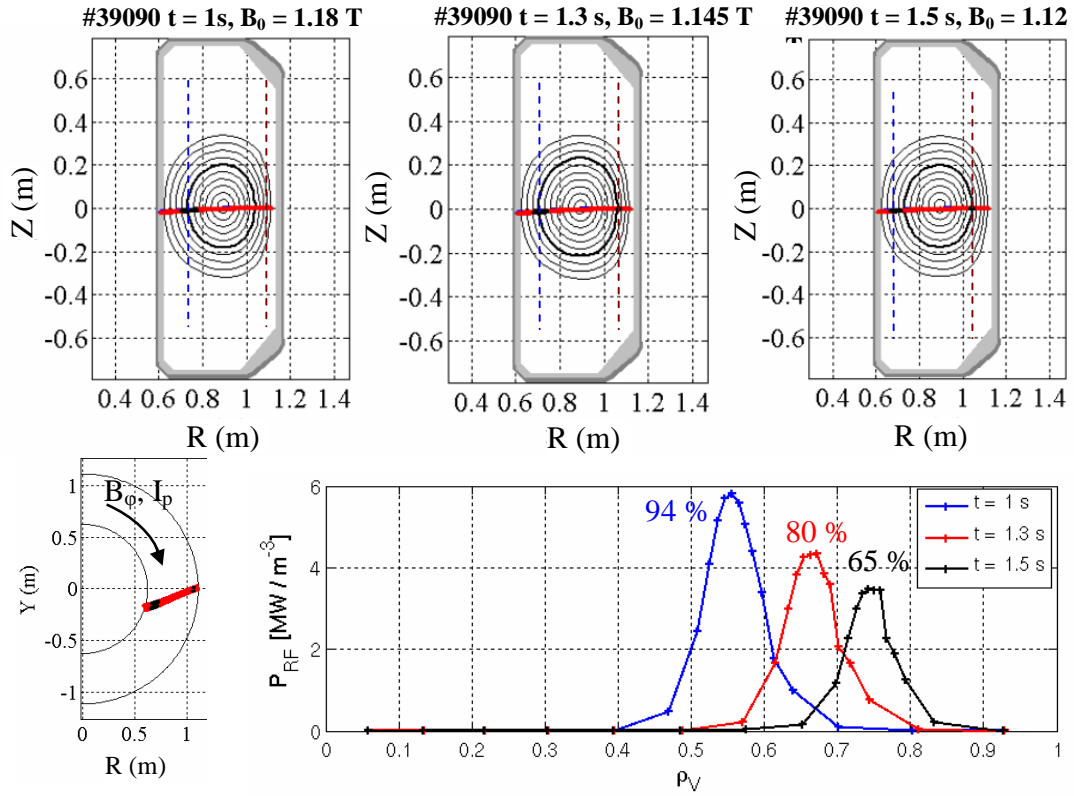 #39090 t = 1s, B0 = 1.18 T
#39090 t = 1.3 s, B0 = 1.145 T
#39090 t = 1.5 s, B0 = 1.12
Z (m)
0.6
0.4
0.2
0
-0.2
-0.4
-0.6
0.4 0.6 0.8 1 1.2 1.4
R (m)
Z (m)
0.6
0.4
0.2
0
-0.2
-0.4
-0.6
0.4 0.6 0.8 1 1.2 1.4
R (m)
Z (m)
0.6
0.4
0.2
0
-0.2
-0.4
-0.6
0.4 0.6 0.8 1 1.2 1.4
R (m)
Bφ, Ip
Y (m)
1
0.5
0
-0.5
-1
0 0.5 1
R (m)
PRF [MW / m-3]
6
4
2
0
94 %
80 %
65 %
t = 1 s
t = 1.3 s
t = 1.5 s
0 0.1 0.2 0.3 0.4 0.5 0.6 0.7 0.8 0.9 1
ρV